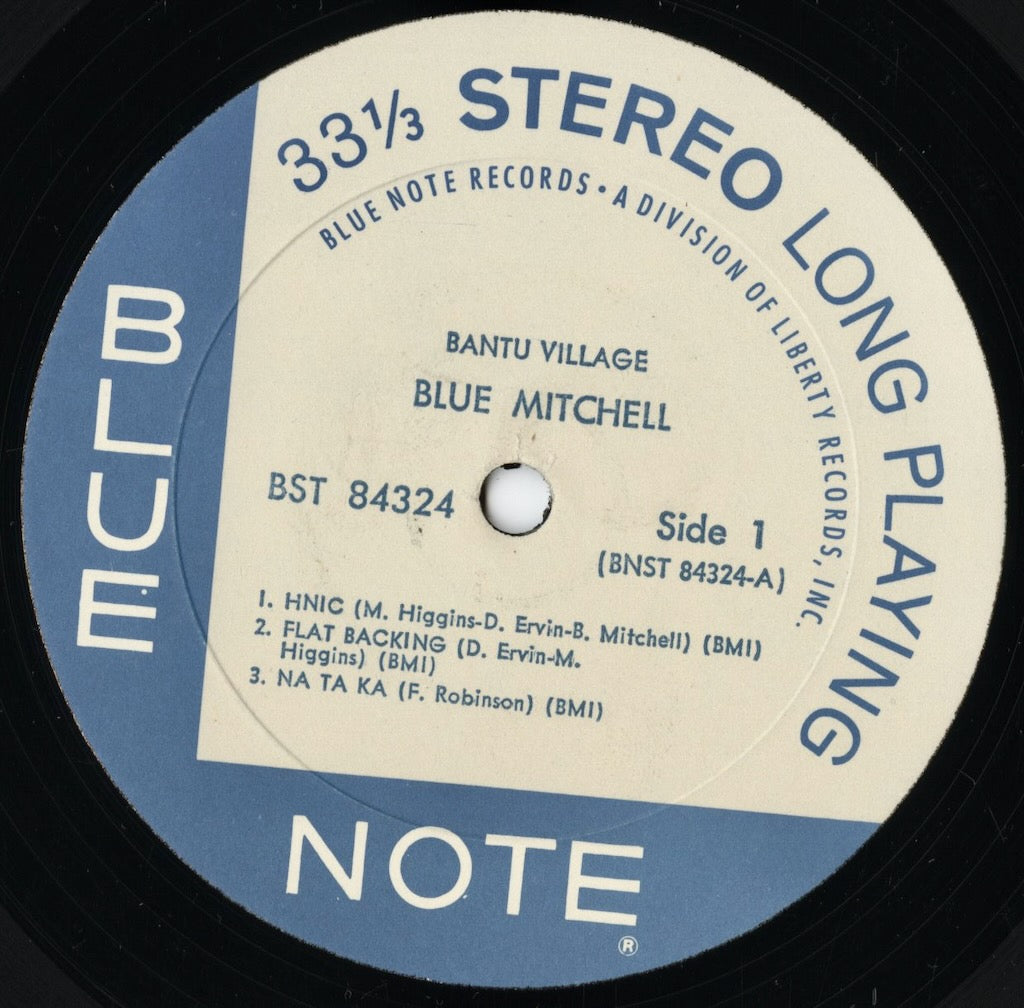 33⅓ STEREO LONG PLAYING
BLUE NOTE RECORDS • A DIVISION OF LIBERTY RECORDS, INC.
BANTU VILLAGE
BLUE MITCHELL
BST 84324
Side 1
(BNST 84324-A)
1. HNIC (M. Higgins-D. Ervin-B. Mitchell) (BMI)
2. FLAT BACKING (D. Ervin-M.
Higgins) (BMI)
3. NA TA KA (F. Robinson) (BMI)
BLUE
NOTE
®